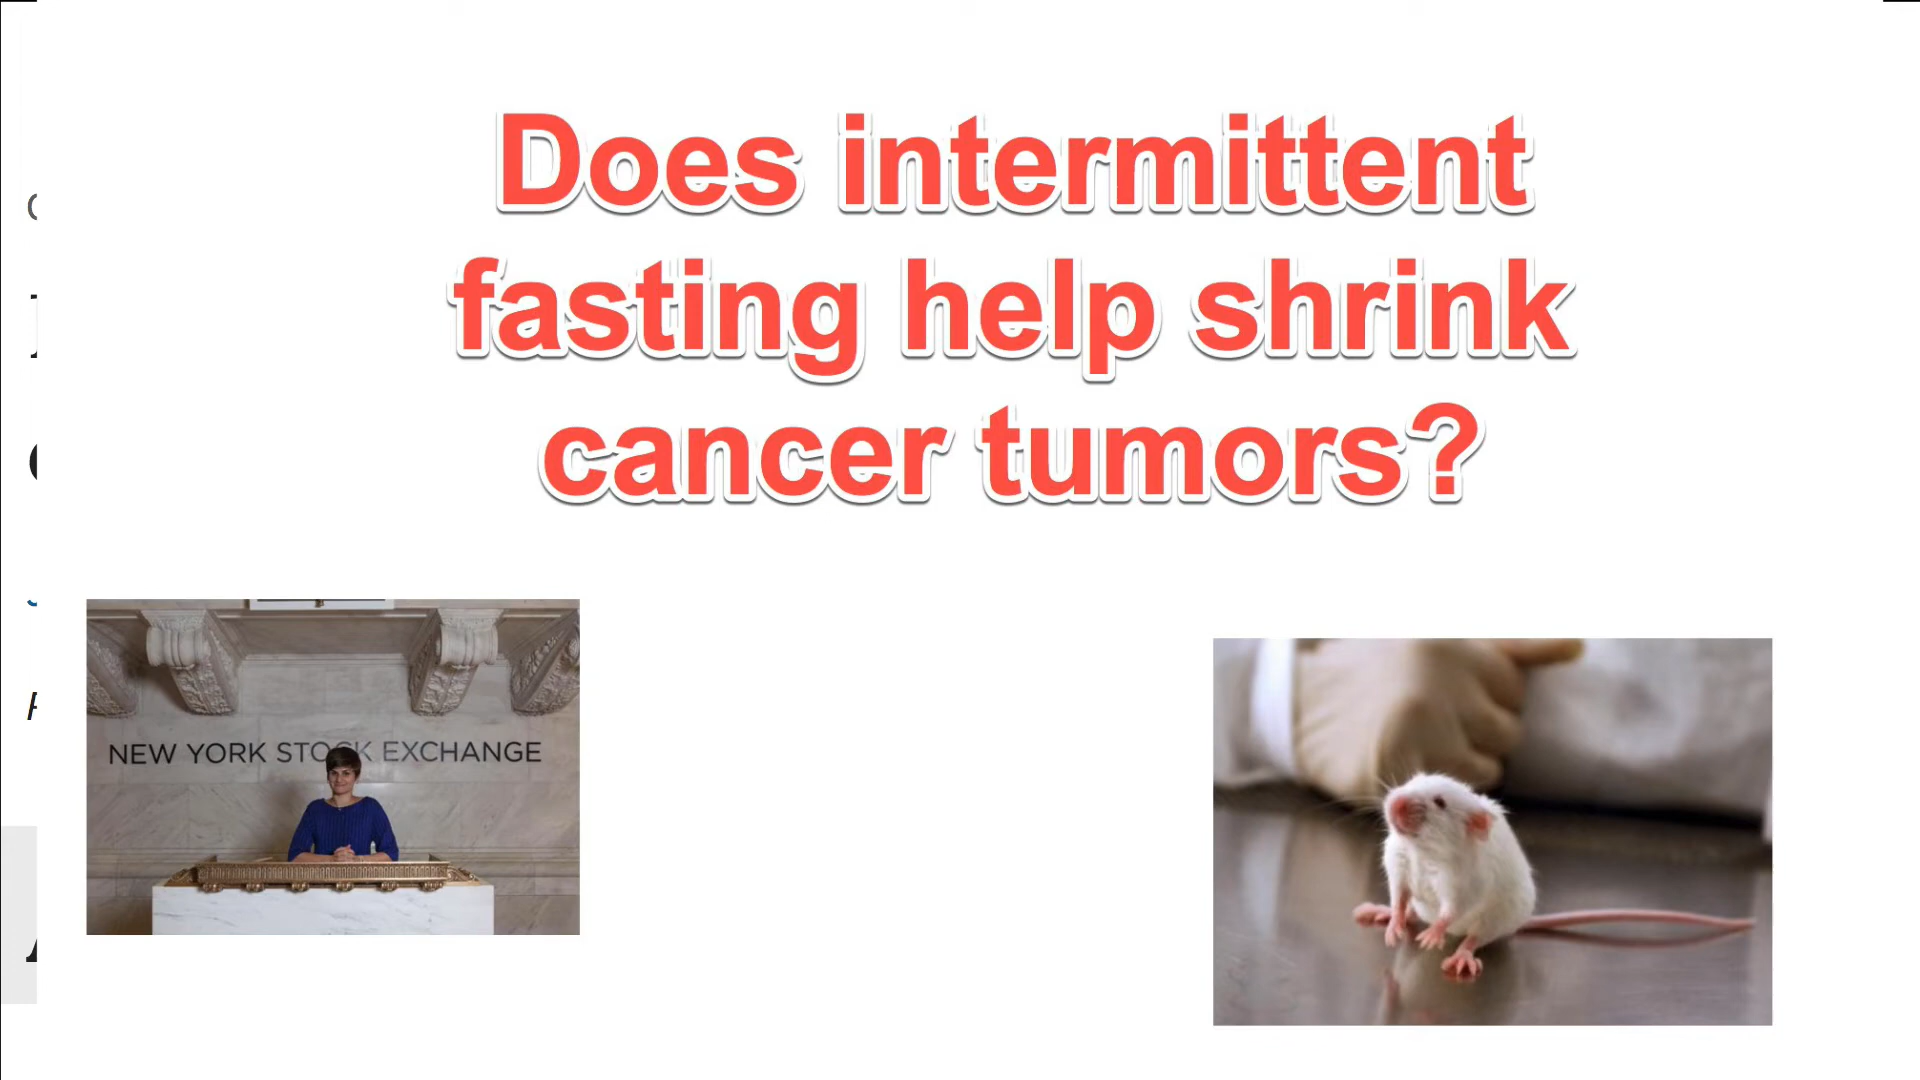 Does intermittent
fasting help shrink
cancer tumors?
NEW YORK STOCK EXCHANGE